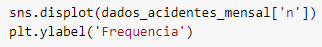 sns.displot(dados_acidentes_mensal['n'])
plt.ylabel('Frequencia')